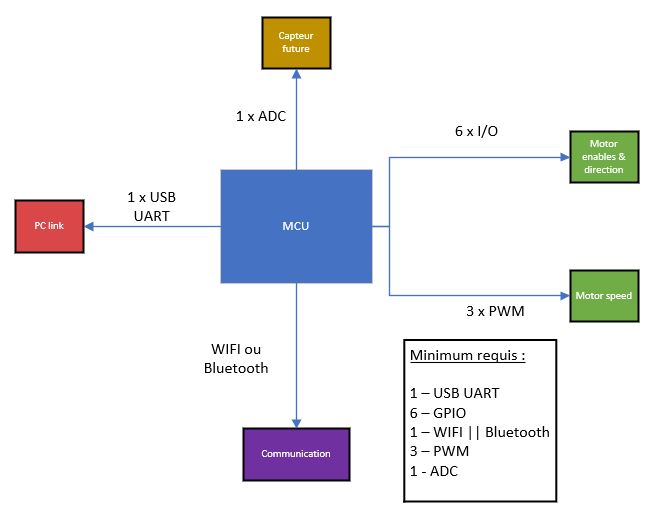 Capteur
future
1 x ADC
6 x I/O
Motor
enables &
direction
1 x USB
UART
PC link
MCU
Motor speed
3 x PWM
WIFI ou
Bluetooth
Communication
Minimum requis :
1 – USB UART
6 – GPIO
1 – WIFI || Bluetooth
3 – PWM
1 - ADC